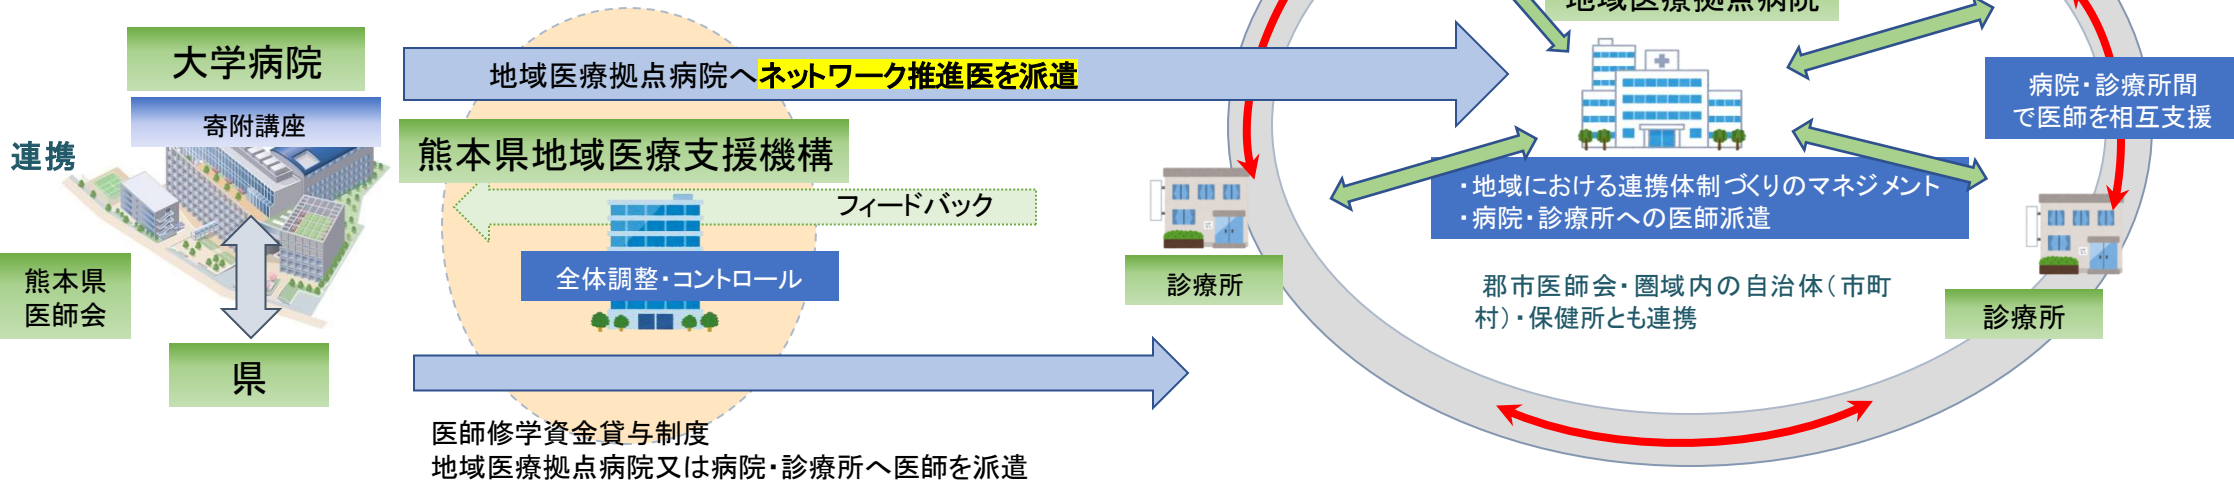 地域医療拠点病院
大学病院
地域医療拠点病院へネットワーク推進医を派遣
病院・診療所間
で医師を相互支援
寄附講座
連携
熊本県地域医療支援機構
フィードバック
・地域における連携体制づくりのマネジメント
・病院・診療所への医師派遣
全体調整・コントロール
熊本県
医師会
診療所
郡市医師会・圏域内の自治体（市町
村）・保健所とも連携
診療所
県
医師修学資金貸与制度
地域医療拠点病院又は病院・診療所へ医師を派遣